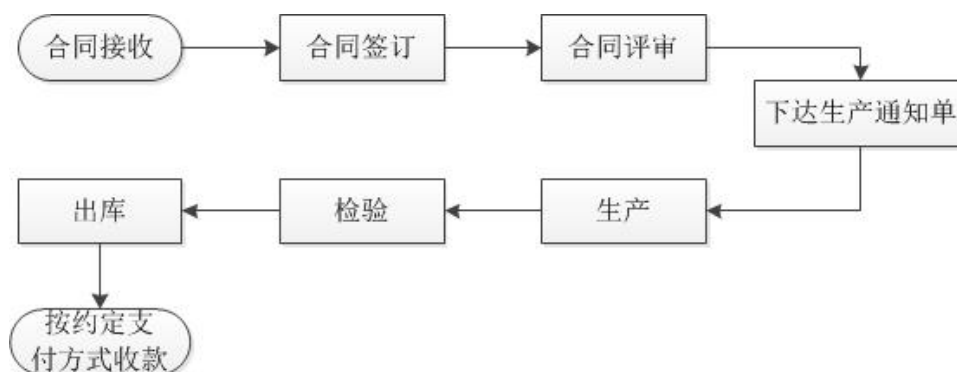 合同接收
合同签订
合同评审
下达生产通知单
生产
检验
出库
按约定支
付方式收款